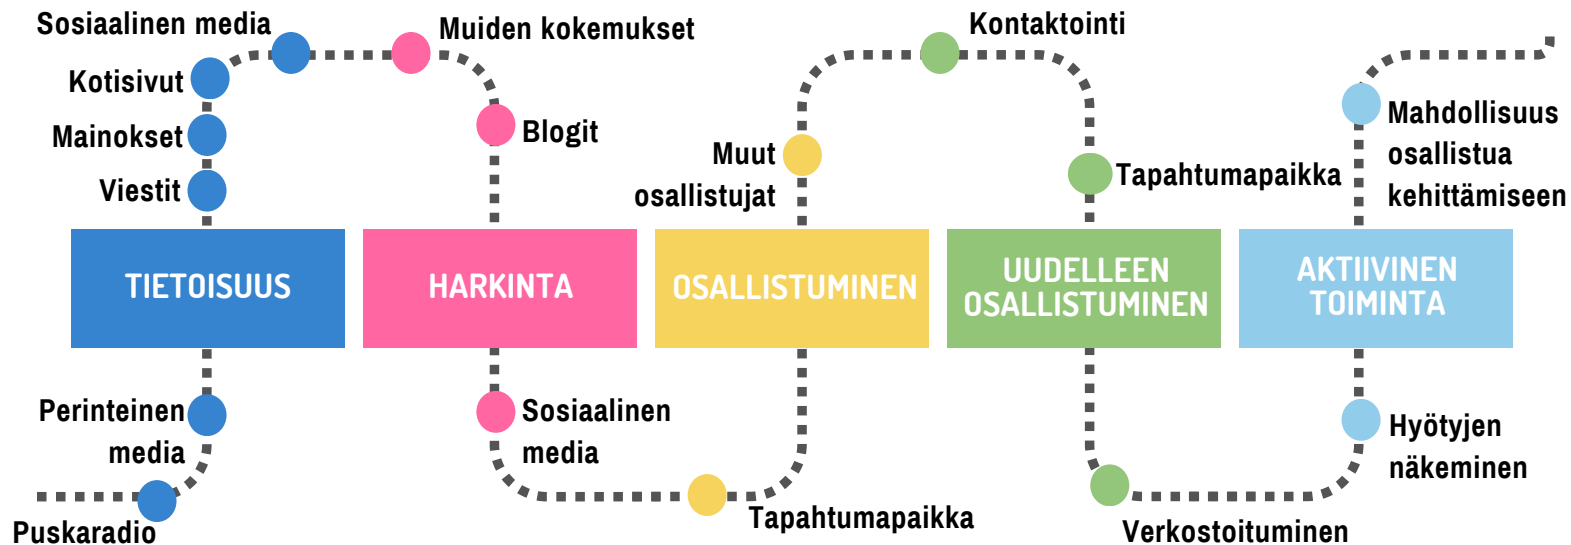 Sosiaalinen media
Kotisivut
Mainokset
Viestit
TIETOISUUS
Perinteinen
media
Puskaradio
Muiden kokemukset
Blogit
HARKINTA
Sosiaalinen
media
Muut
osallistujat
OSALLISTUMINEN
Tapahtumapaikka
Kontaktointi
Tapahtumapaikka
UUDELLEEN
OSALLISTUMINEN
Verkostoituminen
Mahdollisuus
osallistua
kehittämiseen
AKTIIVINEN
TOIMINTA
Hyötyjen
näkeminen